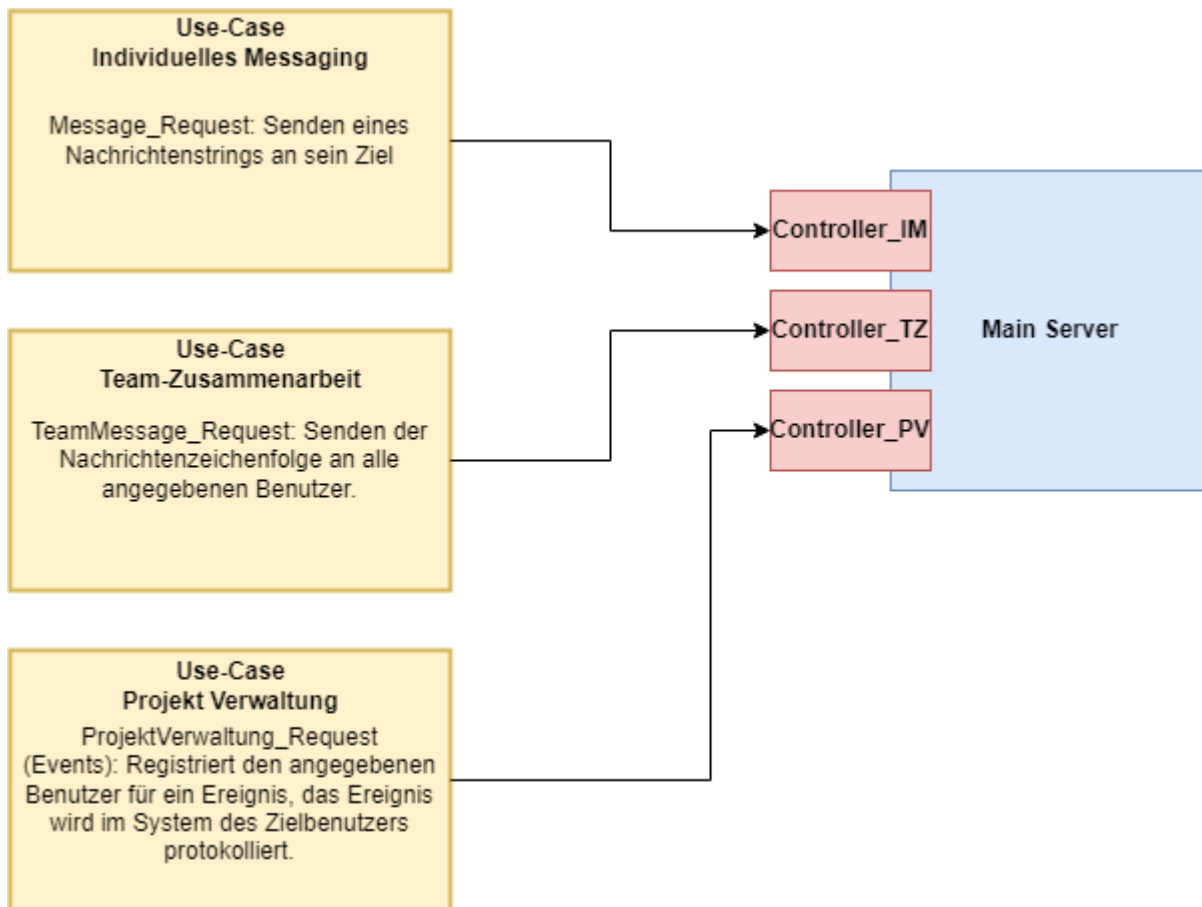 Use-Case
Individuelles Messaging
Message_Request: Senden eines
Nachrichtenstrings an sein Ziel
Controller_IM
Controller_TZ
Main Server
Controller_PV
Use-Case
Team-Zusammenarbeit
TeamMessage_Request: Senden der
Nachrichtenzeichenfolge an alle
angegebenen Benutzer.
Use-Case
Projekt Verwaltung
ProjektVerwaltung_Request
(Events): Registriert den angegebenen
Benutzer für ein Ereignis, das Ereignis
wird im System des Zielbenutzers
protokolliert.